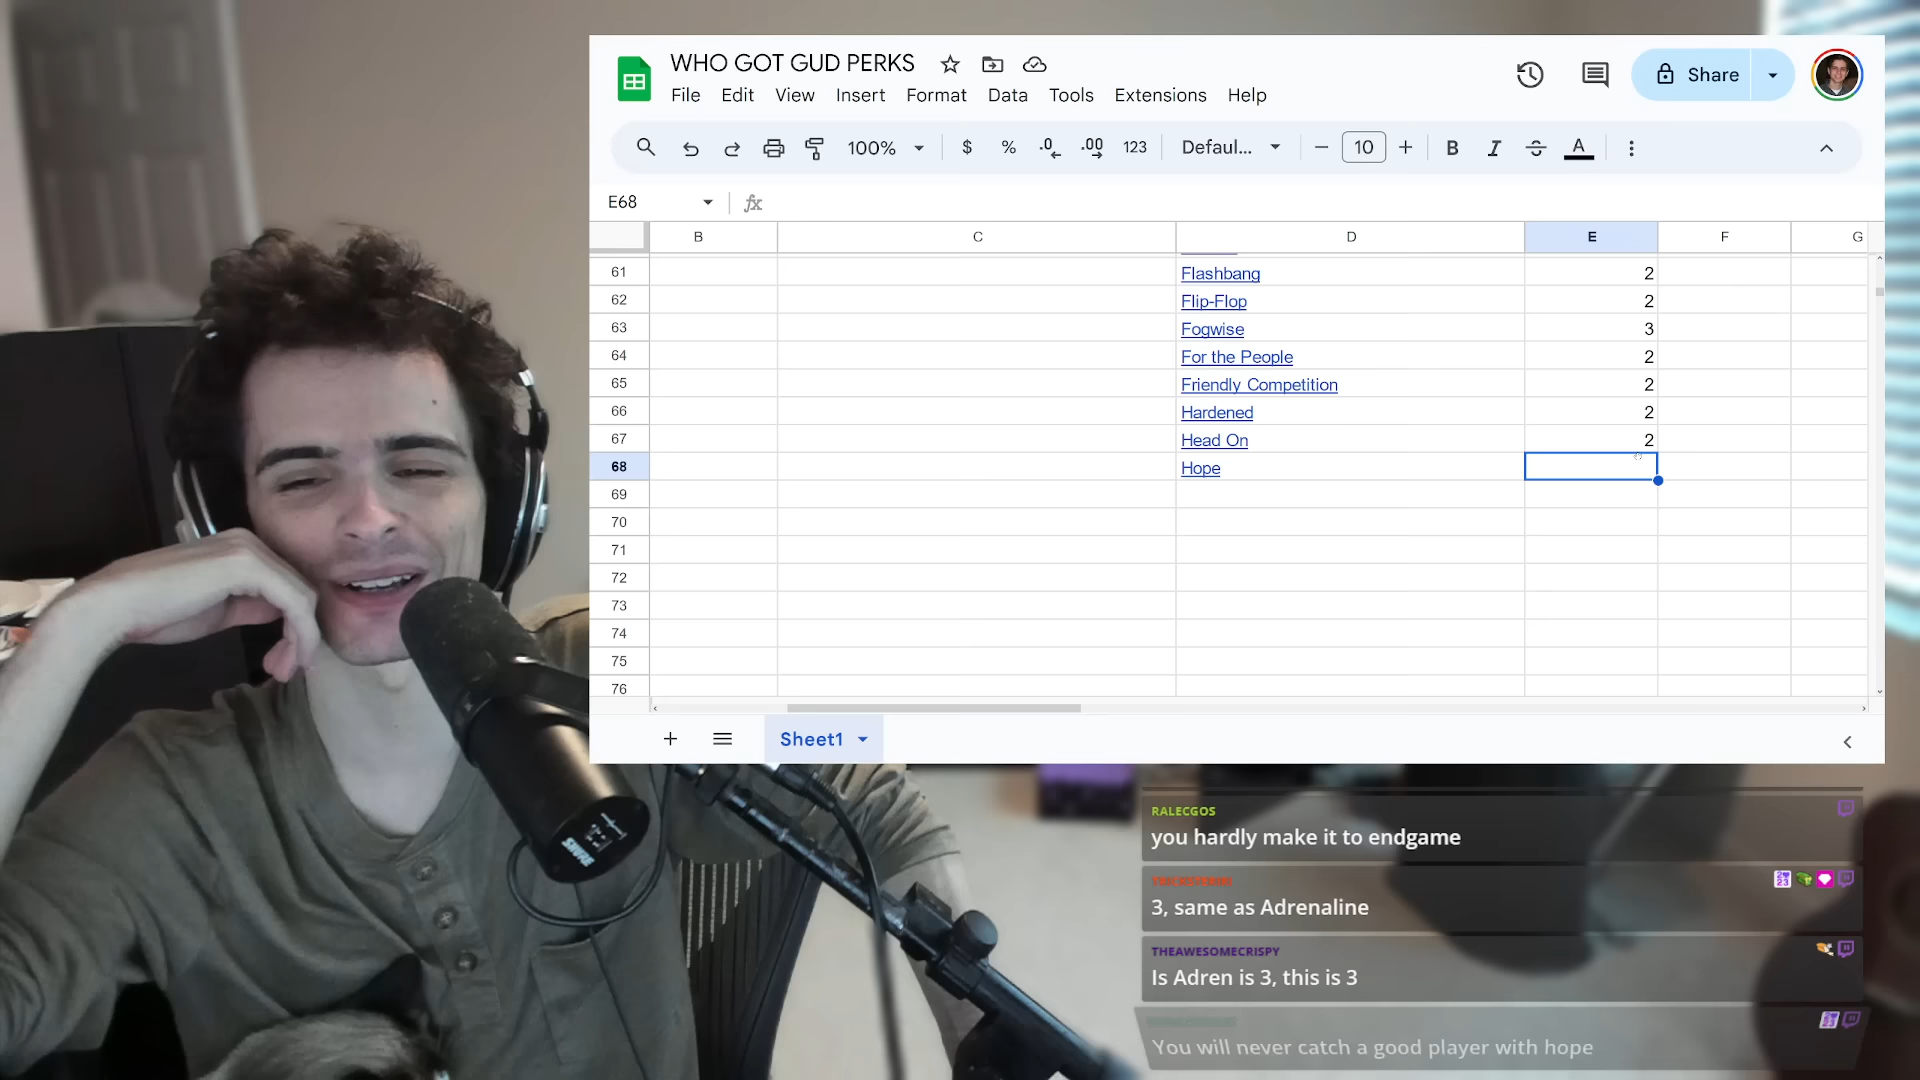 WHO GOT GUD PERKS
File Edit View Insert Format Data Tools Extensions Help
Share
100% $ % .0 .00 123 Defaul... 10 B I S A
E68 fx
B C D E F G
61 Flashbang 2
62 Flip-Flop 2
63 Fogwise 3
64 For the People 2
65 Friendly Competition 2
66 Hardened 2
67 Head On 2
68 Hope
69
70
71
72
73
74
75
76
Sheet1
SHURE
RALECGOS
you hardly make it to endgame
3, same as Adrenaline
THEAWESOMECRISPY
Is Adren is 3, this is 3
You will never catch a good player with hope